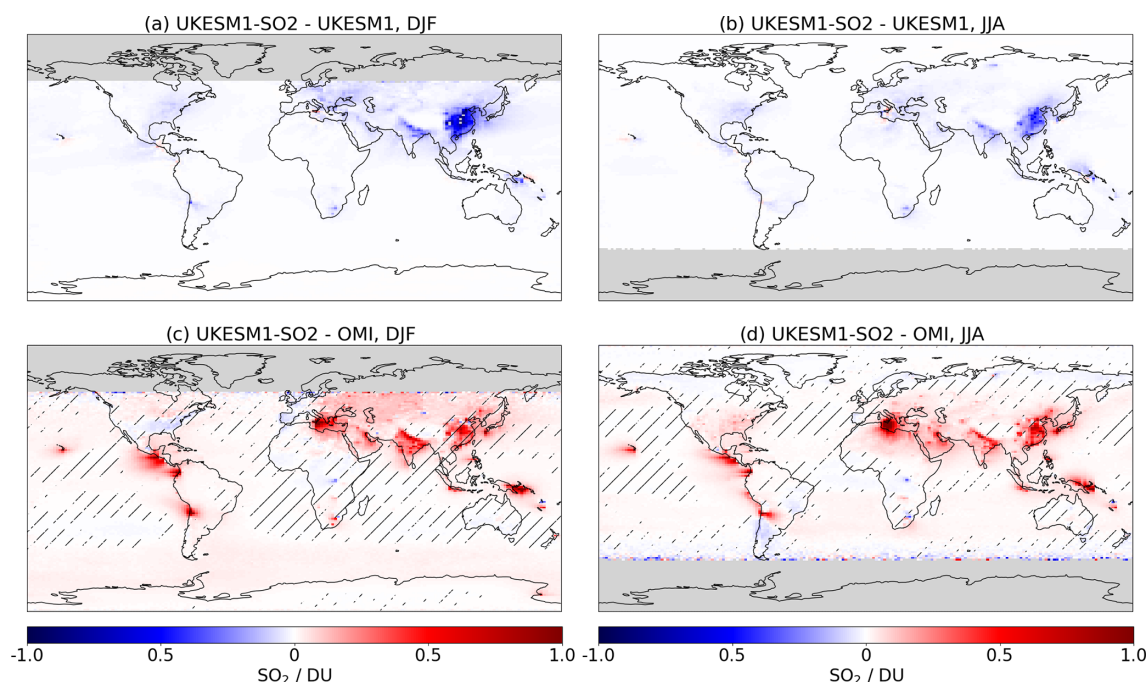 (a) UKESM1-SO2 - UKESM1, DJF
(b) UKESM1-SO2 - UKESM1, JJA
(c) UKESM1-SO2 - OMI, DJF
(d) UKESM1-SO2 - OMI, JJA
-1.0 0.5 0 0.5 1.0
SO₂ / DU
-1.0 0.5 0 0.5 1.0
SO₂ / DU